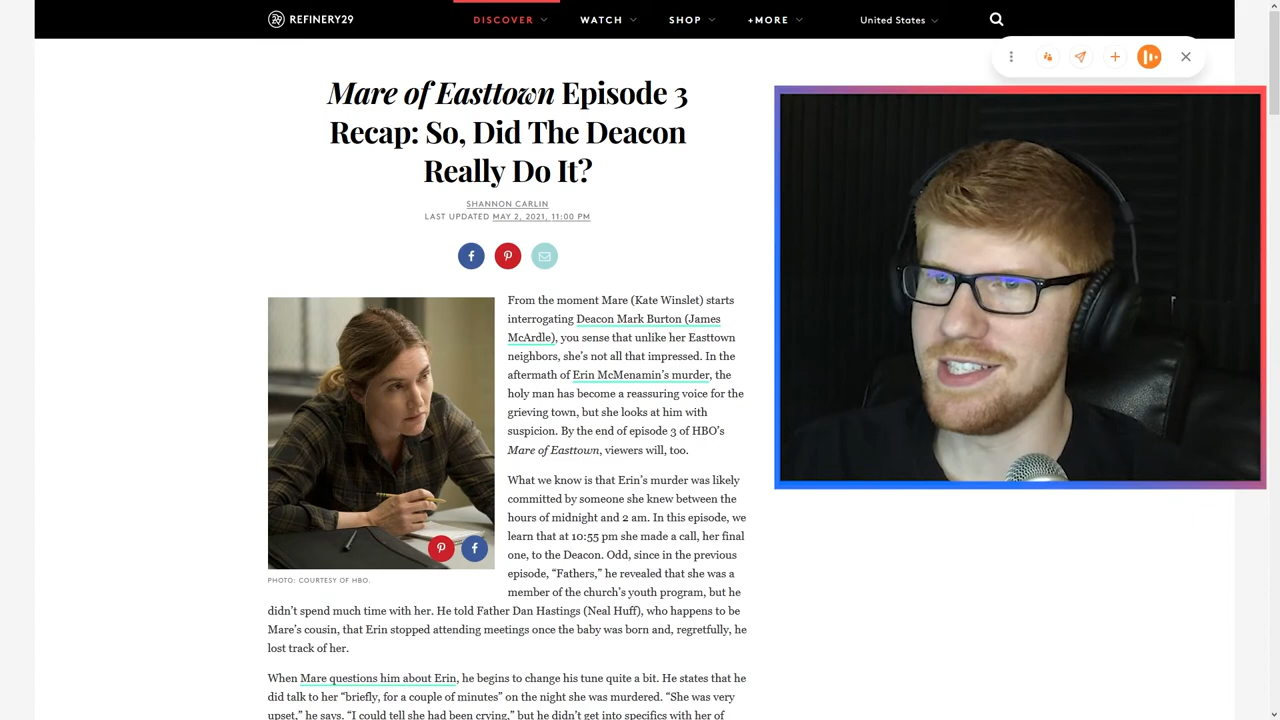 REFINERY29
DISCOVER
WATCH
SHOP
+MORE
United States
Mare of Easttown Episode 3
Recap: So, Did The Deacon
Really Do It?
SHANNON CARLIN
LAST UPDATED MAY 2, 2021, 11:00 PM
From the moment Mare (Kate Winslet) starts
interrogating Deacon Mark Burton (James
McArdle), you sense that unlike her Easttown
neighbors, she’s not all that impressed. In the
aftermath of Erin McMenamin’s murder, the
holy man has become a reassuring voice for the
grieving town, but she looks at him with
suspicion. By the end of episode 3 of HBO’s
Mare of Easttown, viewers will, too.
What we know is that Erin’s murder was likely
committed by someone she knew between the
hours of midnight and 2 am. In this episode, we
learn that at 10:55 pm she made a call, her final
one, to the Deacon. Odd, since in the previous
episode, “Fathers,” he revealed that she was a
member of the church’s youth program, but he
PHOTO: COURTESY OF HBO.
didn’t spend much time with her. He told Father Dan Hastings (Neal Huff), who happens to be
Mare’s cousin, that Erin stopped attending meetings once the baby was born and, regretfully, he
lost track of her.
When Mare questions him about Erin, he begins to change his tune quite a bit. He states that he
did talk to her “briefly, for a couple of minutes” on the night she was murdered. “She was very
upset,” he says. “I could tell she had been crying,” but he didn’t get into specifics with her of